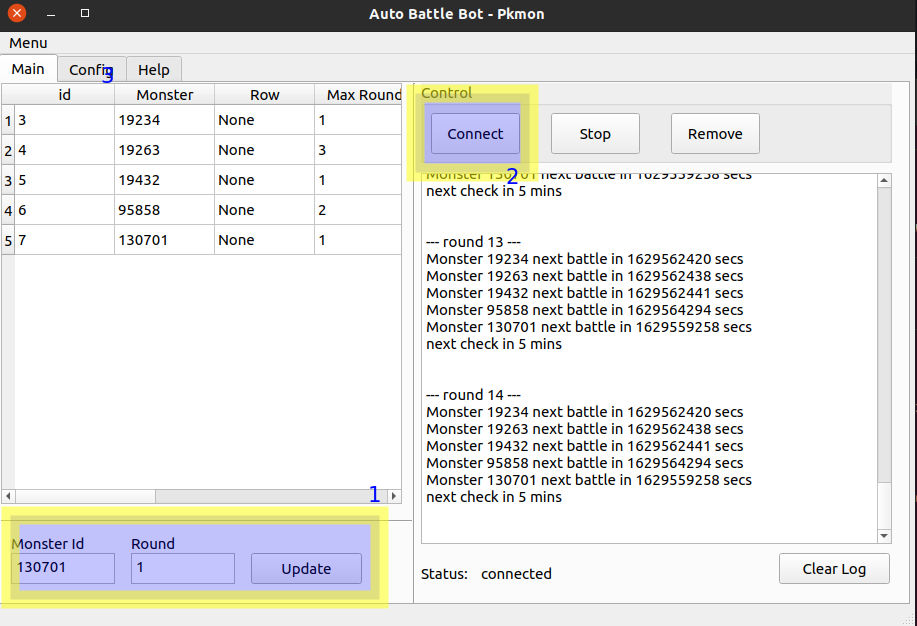 Auto Battle Bot - Pkmon
Menu
Main Config Help
3
id Monster Row Max Round
1 3 19234 None 1
2 4 19263 None 3
3 5 19432 None 1
4 6 95858 None 2
5 7 130701 None 1
1
Monster Id Round
130701 1 Update
Control
Connect Stop Remove
2
Monster 130701 next battle in 1629559258 secs
next check in 5 mins
--- round 13 ---
Monster 19234 next battle in 1629562420 secs
Monster 19263 next battle in 1629562438 secs
Monster 19432 next battle in 1629562441 secs
Monster 95858 next battle in 1629564294 secs
Monster 130701 next battle in 1629559258 secs
next check in 5 mins
--- round 14 ---
Monster 19234 next battle in 1629562420 secs
Monster 19263 next battle in 1629562438 secs
Monster 19432 next battle in 1629562441 secs
Monster 95858 next battle in 1629564294 secs
Monster 130701 next battle in 1629559258 secs
next check in 5 mins
Status: connected Clear Log